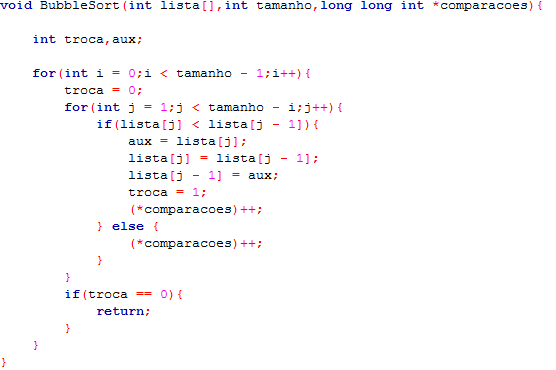 void BubbleSort(int lista[],int tamanho,long long int *comparacoes){
int troca,aux;
for(int i = 0;i < tamanho - 1;i++){
troca = 0;
for(int j = 1;j < tamanho - i;j++){
if(lista[j] < lista[j - 1]){
aux = lista[j];
lista[j] = lista[j - 1];
lista[j - 1] = aux;
troca = 1;
(*comparacoes)++;
} else {
(*comparacoes)++;
}
}
if(troca == 0){
return;
}
}
}